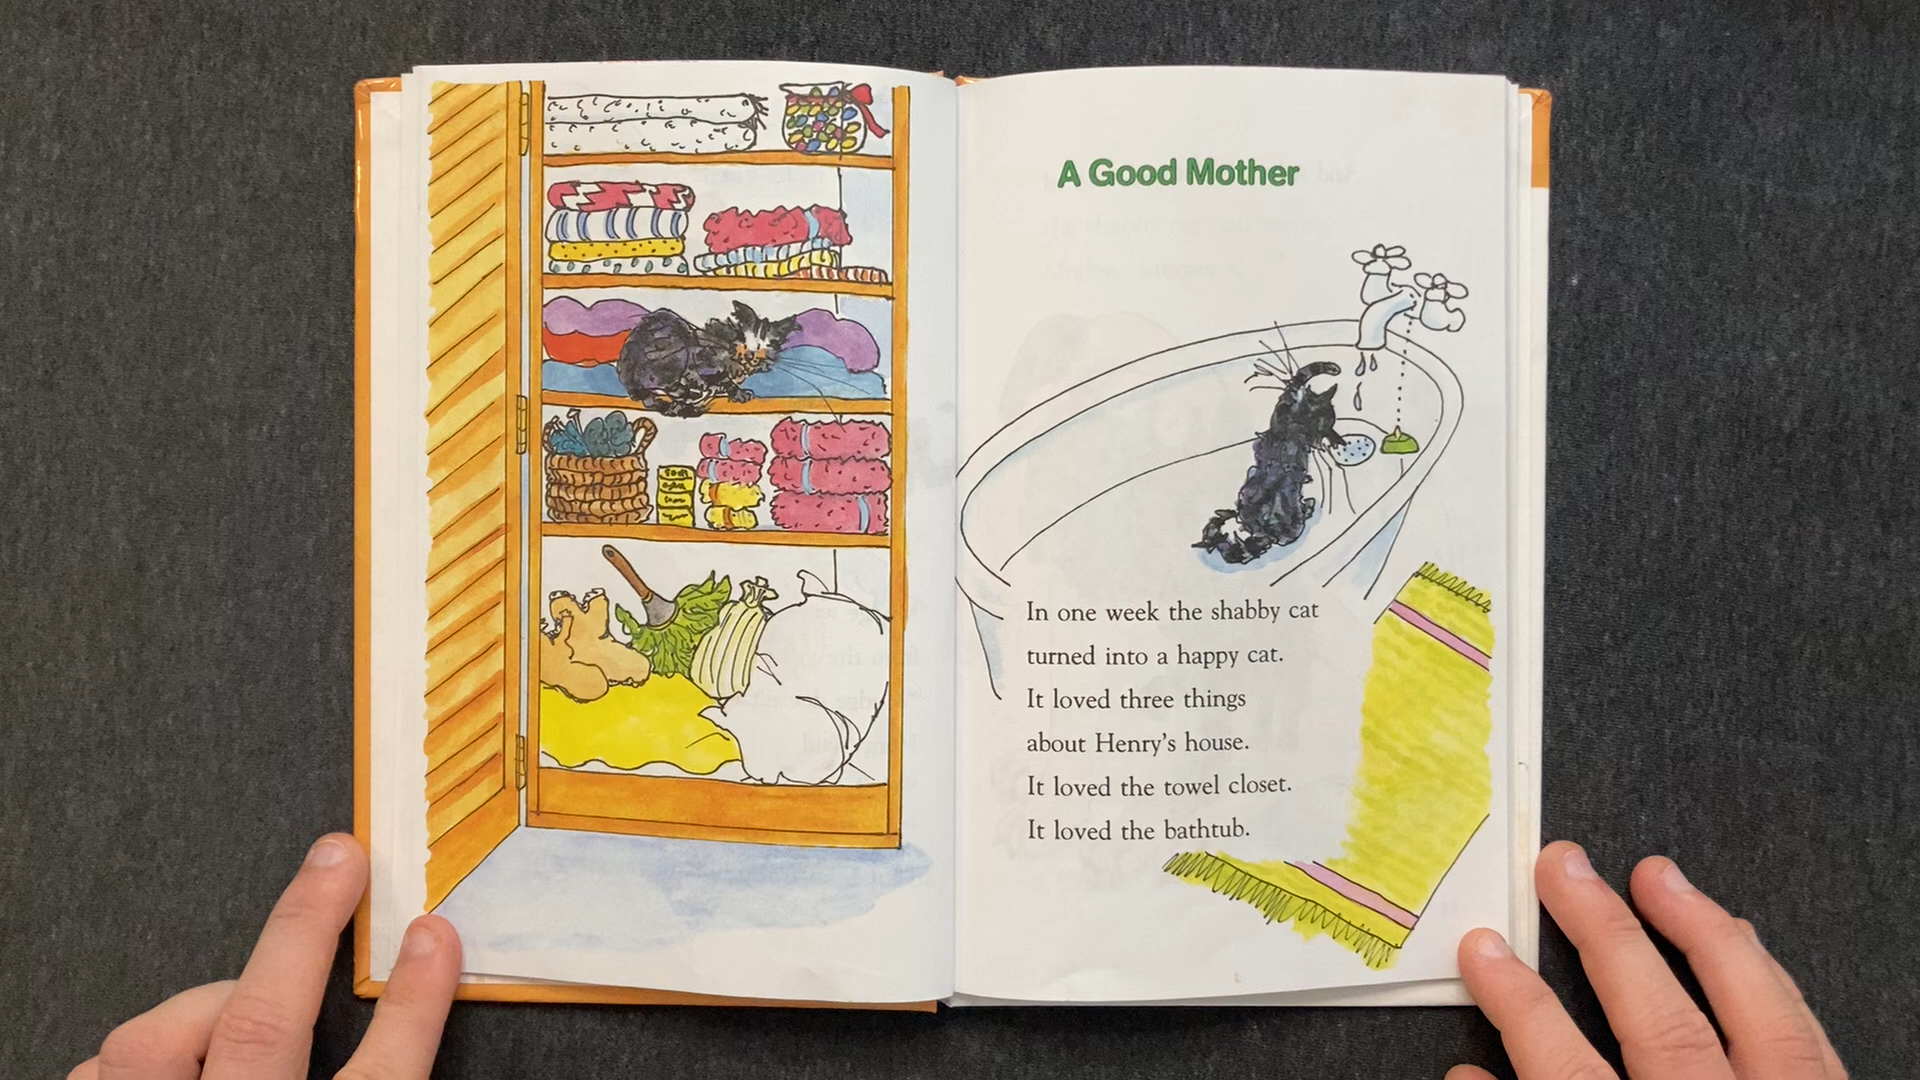 A Good Mother
In one week the shabby cat
turned into a happy cat.
It loved three things
about Henry's house.
It loved the towel closet.
It loved the bathtub.